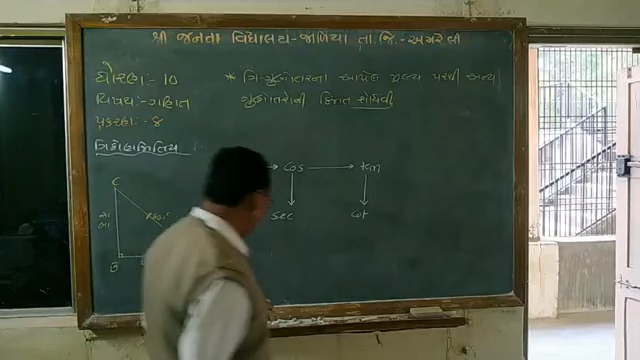 શ્રી જનતા વિદ્યાલય-જાળિયા તા.જિ.-અમરેલી
ધોરણ:- 10
* ત્રિ-ગુણોત્તરના આપેલ મૂલ્ય પરથી અન્ય
વિષય:-ગણિત
ગુણોત્તરોની કિંમત શોધવી
પ્રકરણ :- 8
ત્રિકોણમિતિય :-
→ Cos → tan
sec cot
C
B